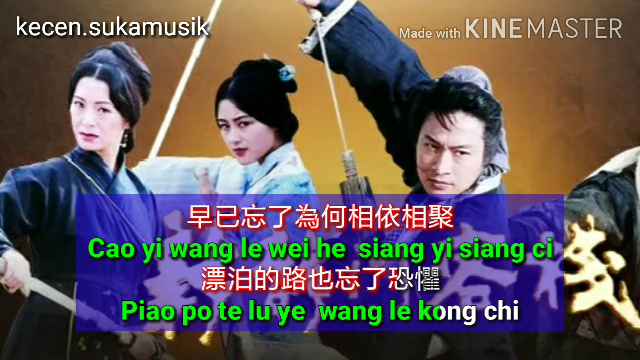 kecen.sukamusik
Made with KINEMASTER
早已忘了為何相依相聚
Cao yi wang le wei he siang yi siang ci
漂泊的路也忘了恐懼
Piao po te lu ye wang le kong chi
客棧